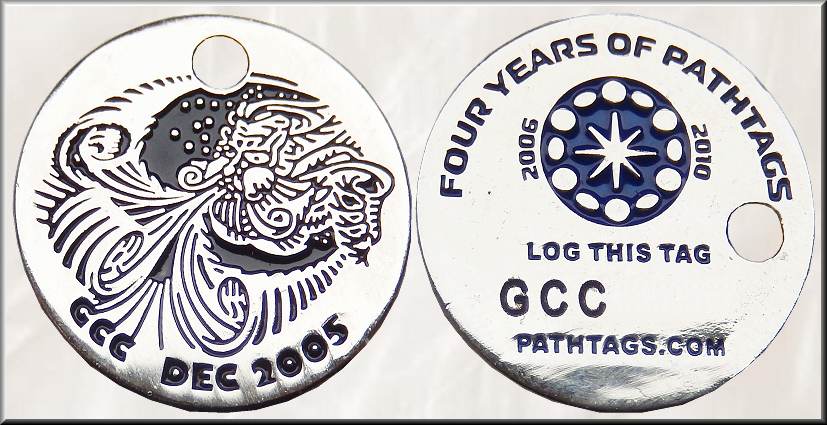 GCC DEC 2005
FOUR YEARS OF PATHTAGS
2006 2010
LOG THIS TAG
GCC
PATHTAGS.COM